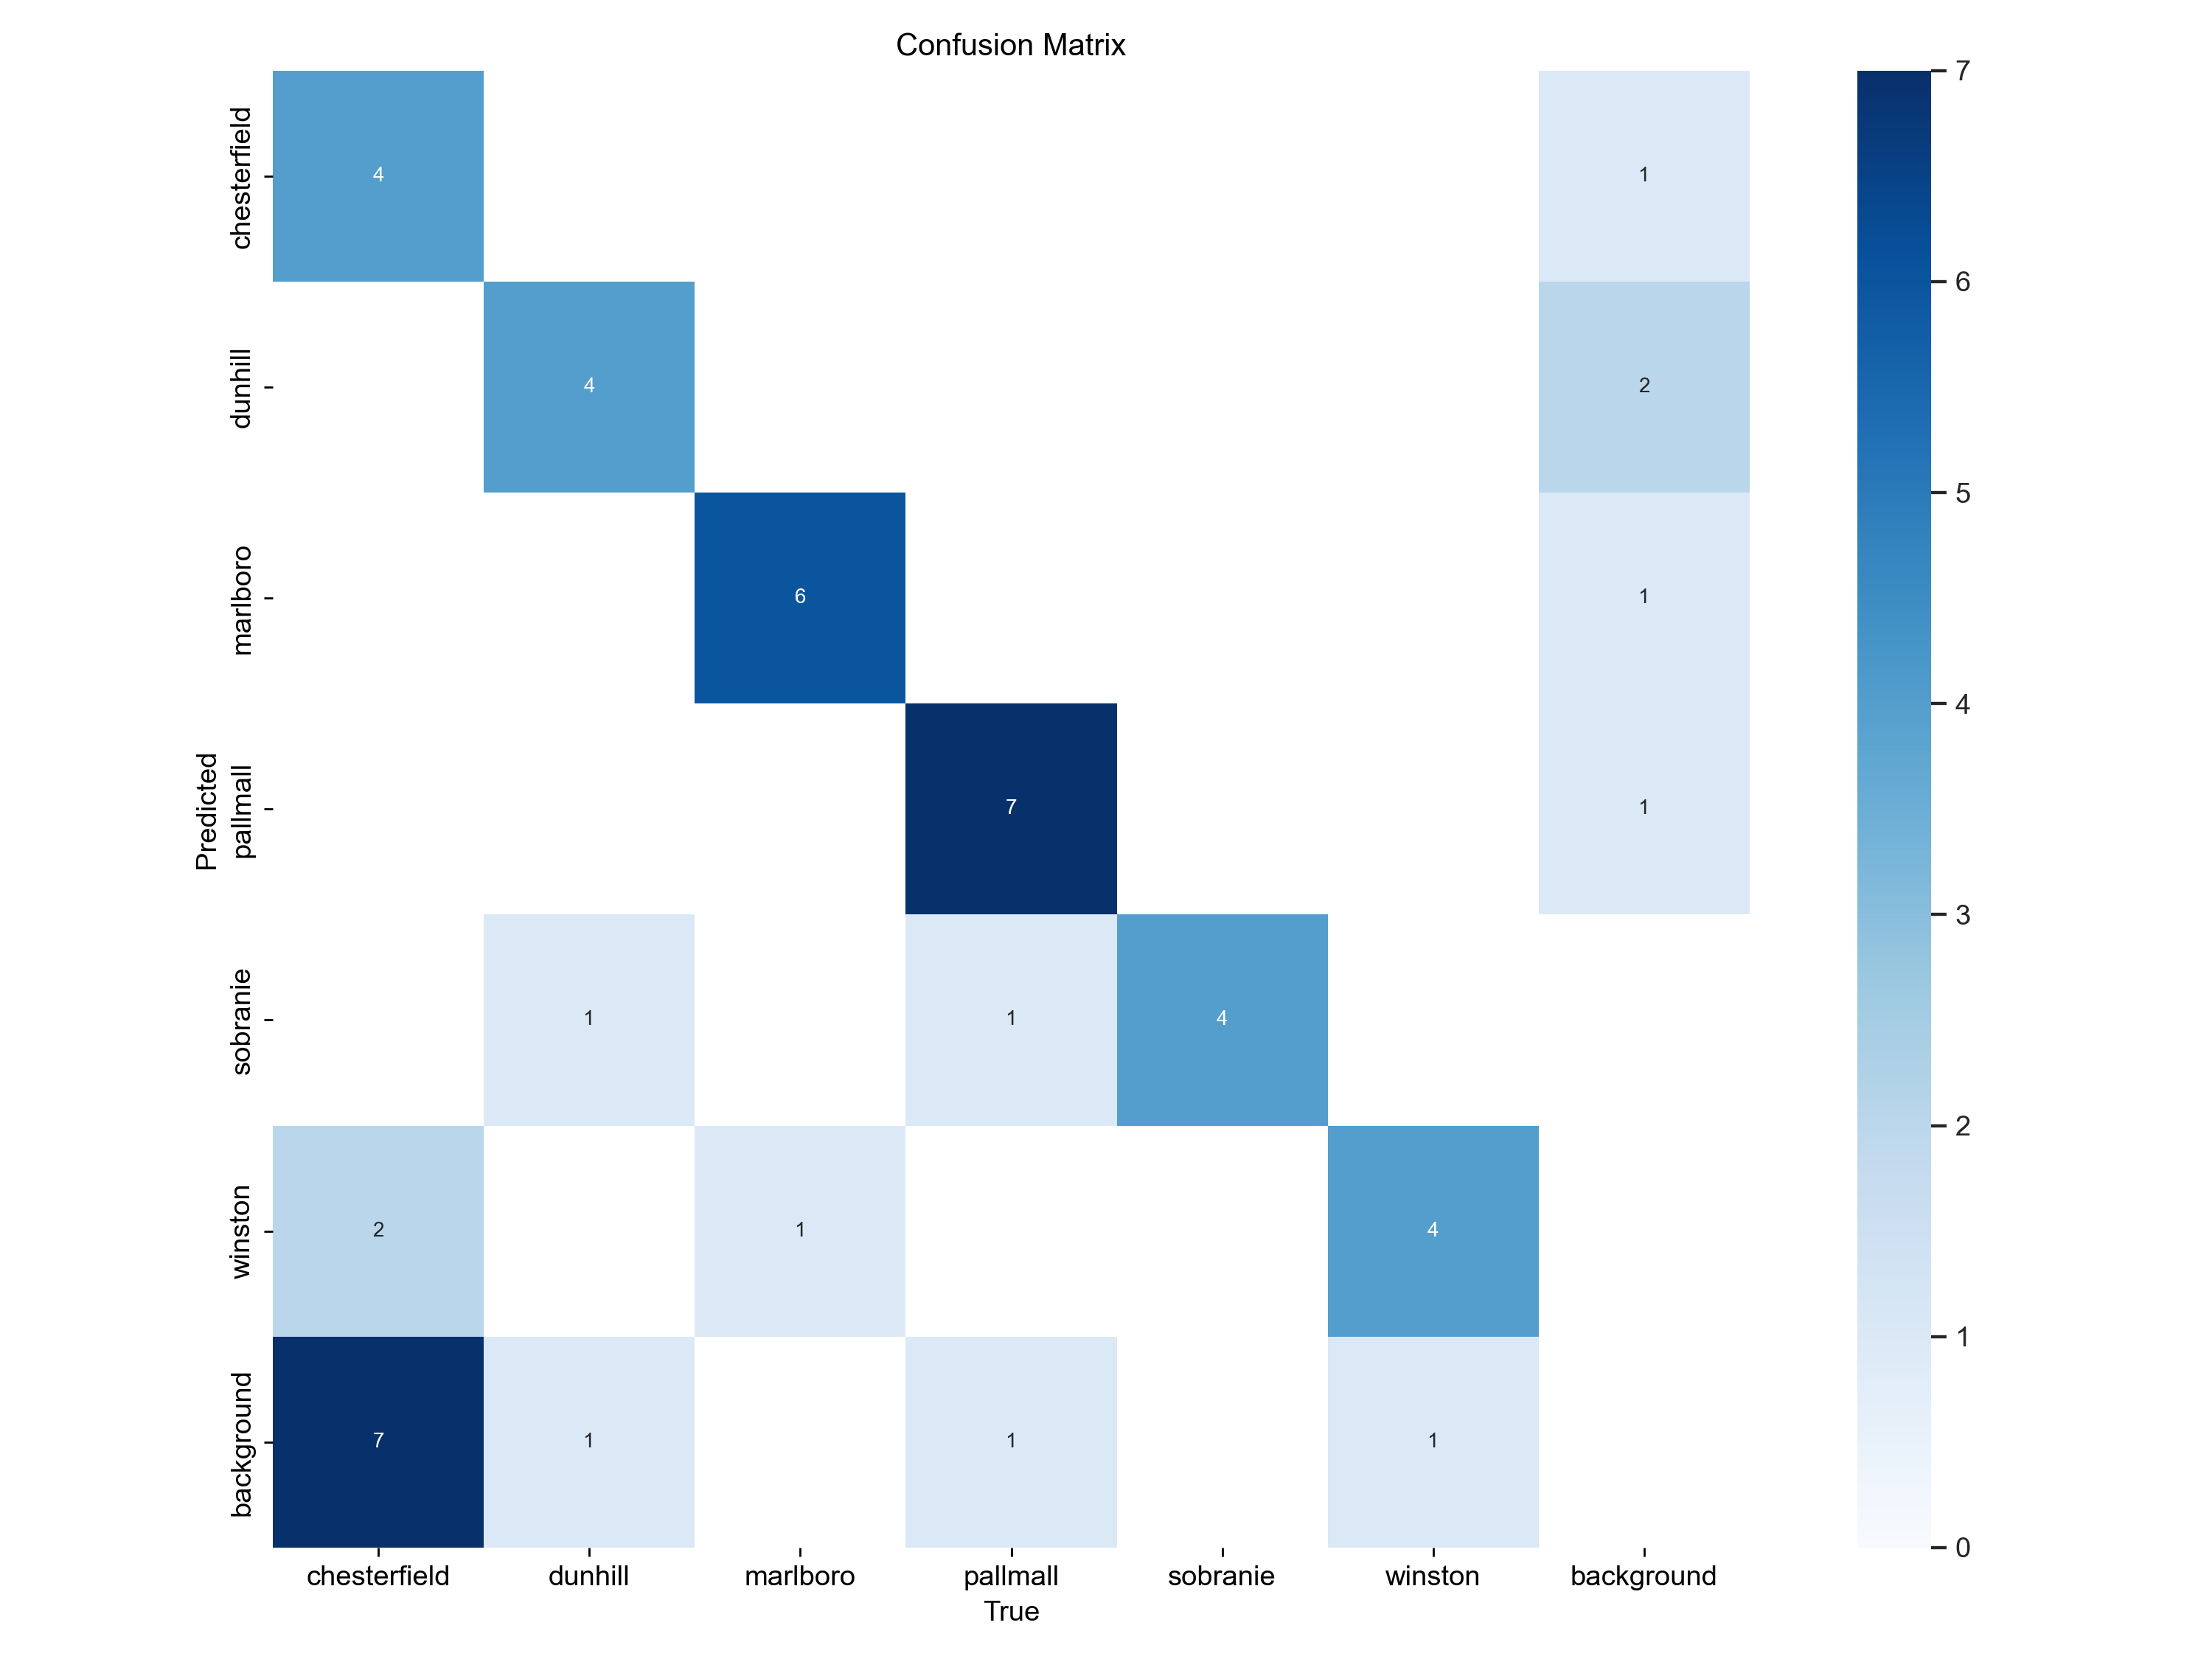 Confusion Matrix
chesterfield
4
1
dunhill
4
2
marlboro
6
1
Predicted
pallmall
7
1
sobranie
1
1
4
winston
2
1
4
background
7
1
1
1
chesterfield dunhill marlboro pallmall sobranie winston background
True
7
6
5
4
3
2
1
0